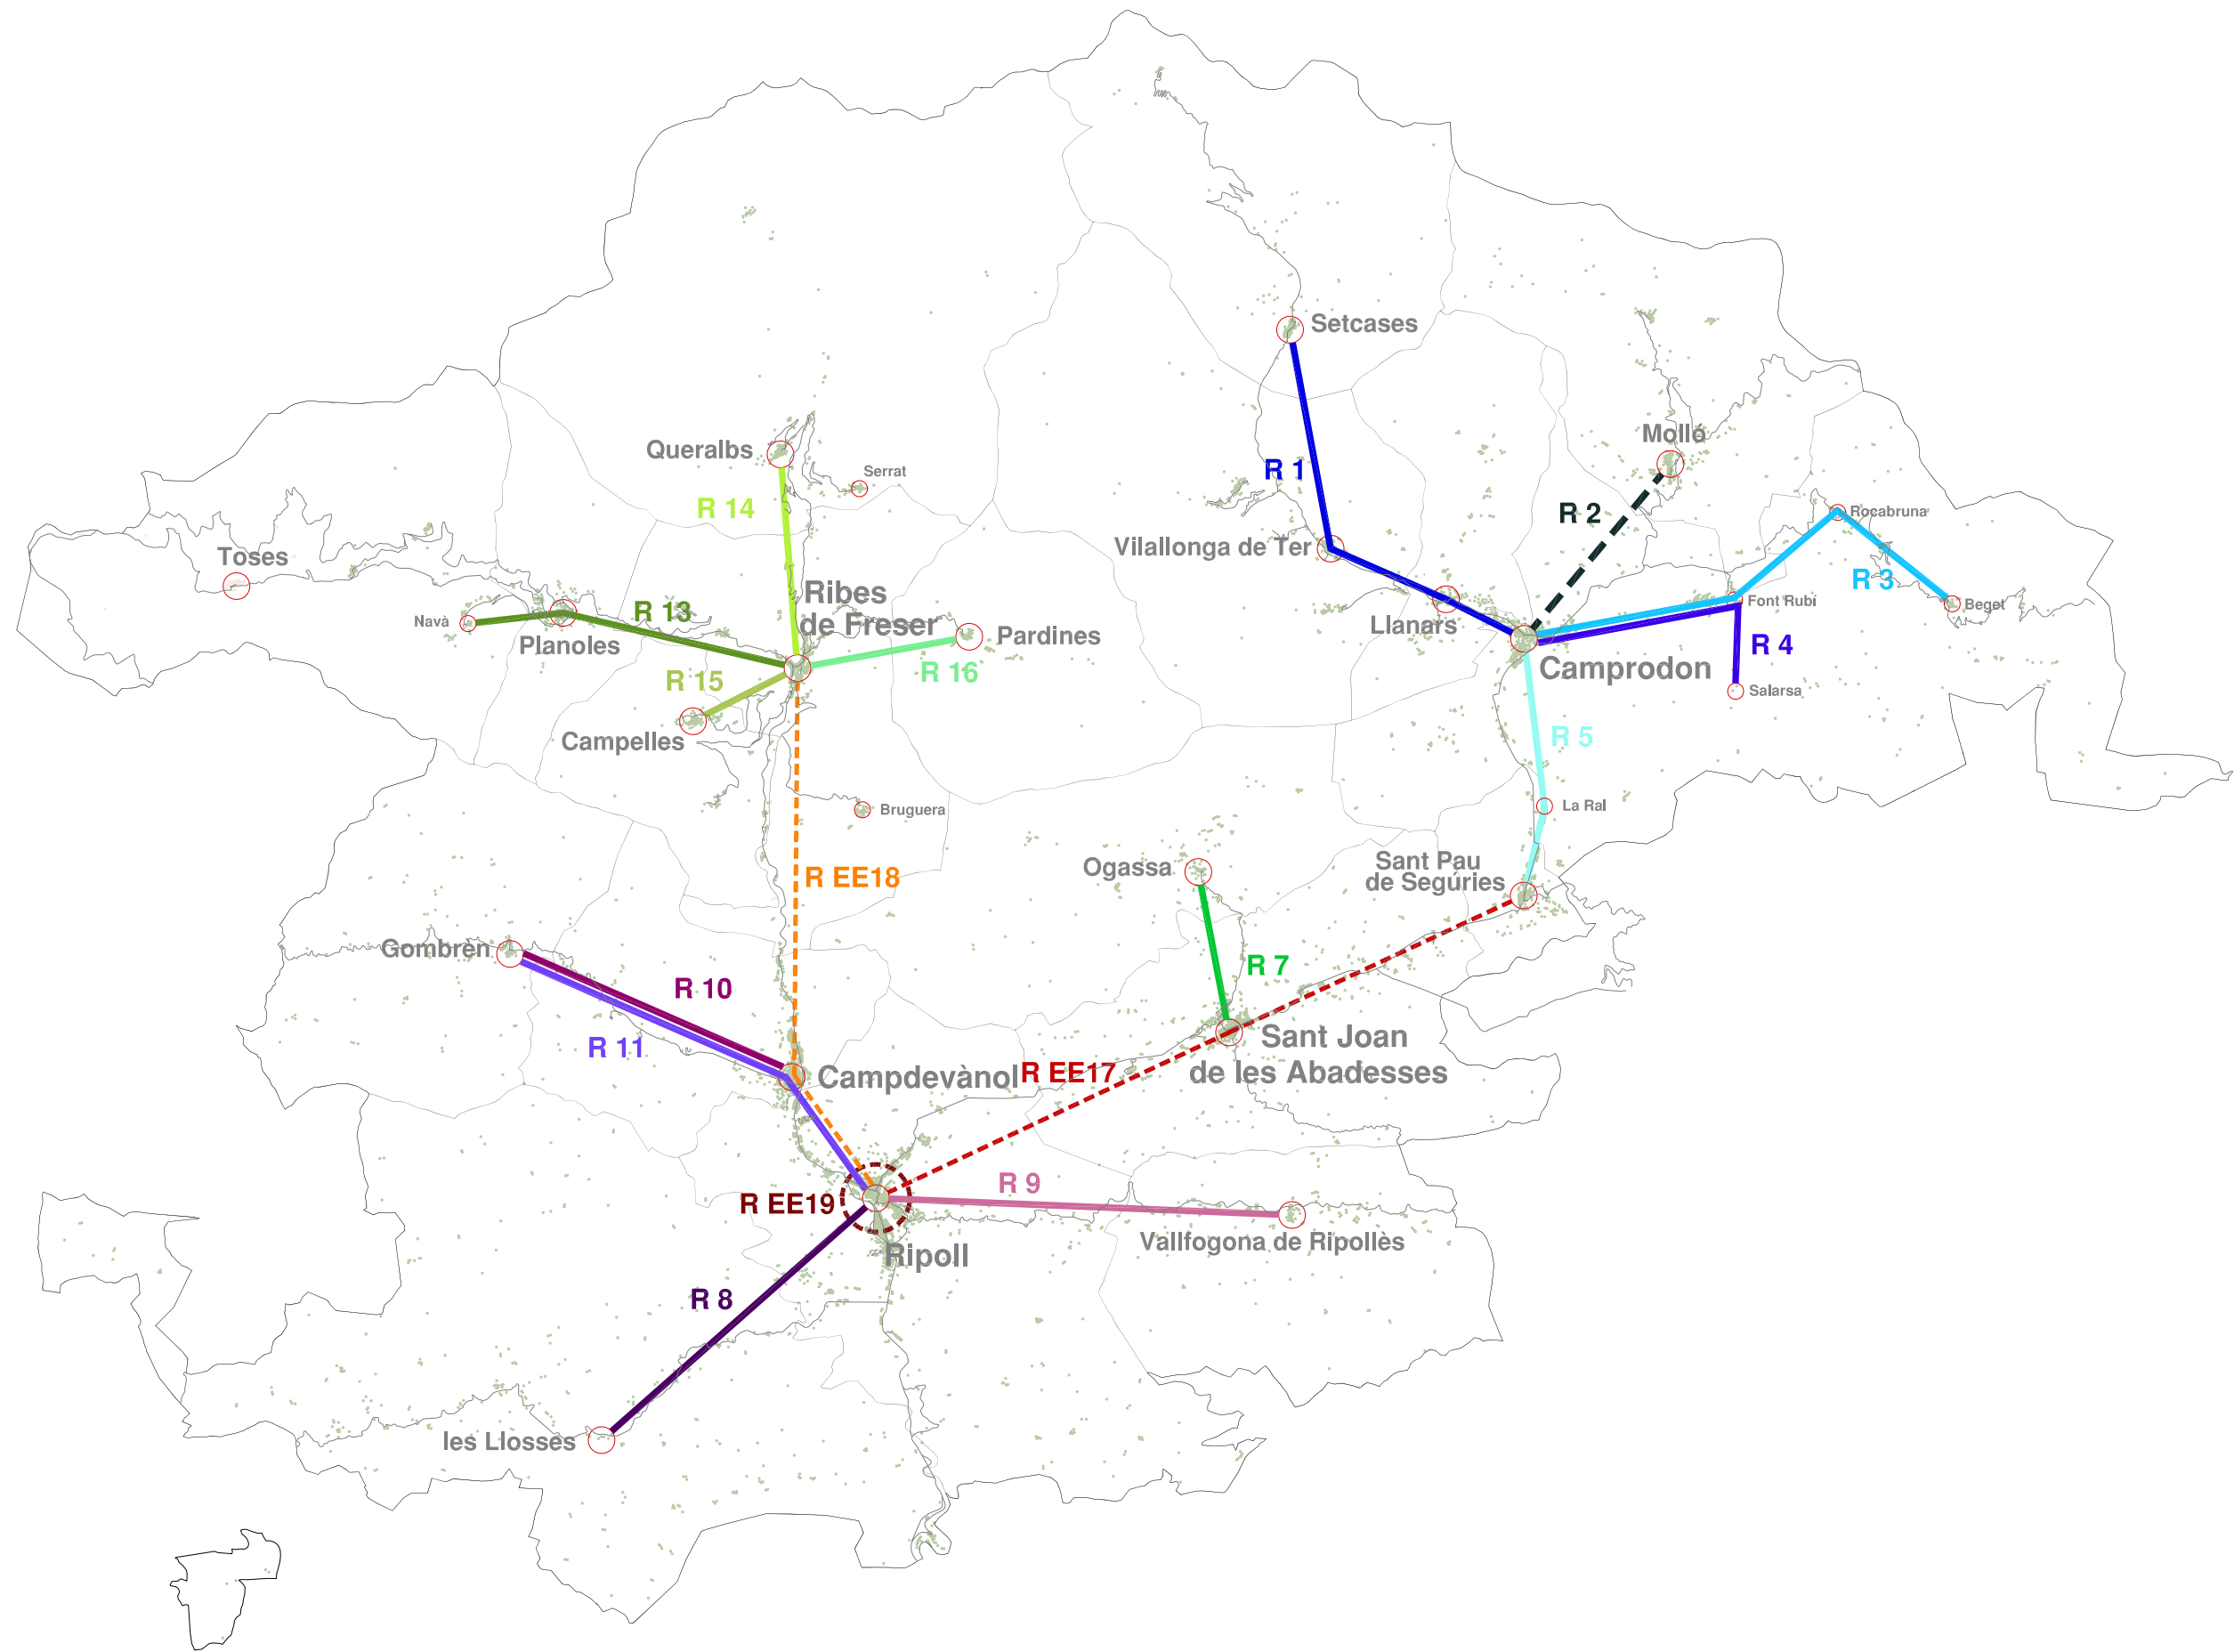 Setcases
Molló
Queralbs
R 1
Serrat
R 14
R 2
Rocabruna
Vilallonga de Ter
Toses
R 3
Ribes
de Freser
R 13
Navà
Planoles
Pardines
Llanars
Font Rubí
Beget
R 4
Camprodon
R 15
R 16
Salarsa
Campelles
R 5
Bruguera
La Ral
Ogassa
Sant Pau
de Segúries
R EE18
Gombrèn
R 7
R 10
R 11
Sant Joan
de les Abadesses
Campdevànol
R EE17
R 9
R EE19
Vallfogona de Ripollès
Ripoll
R 8
les Llosses